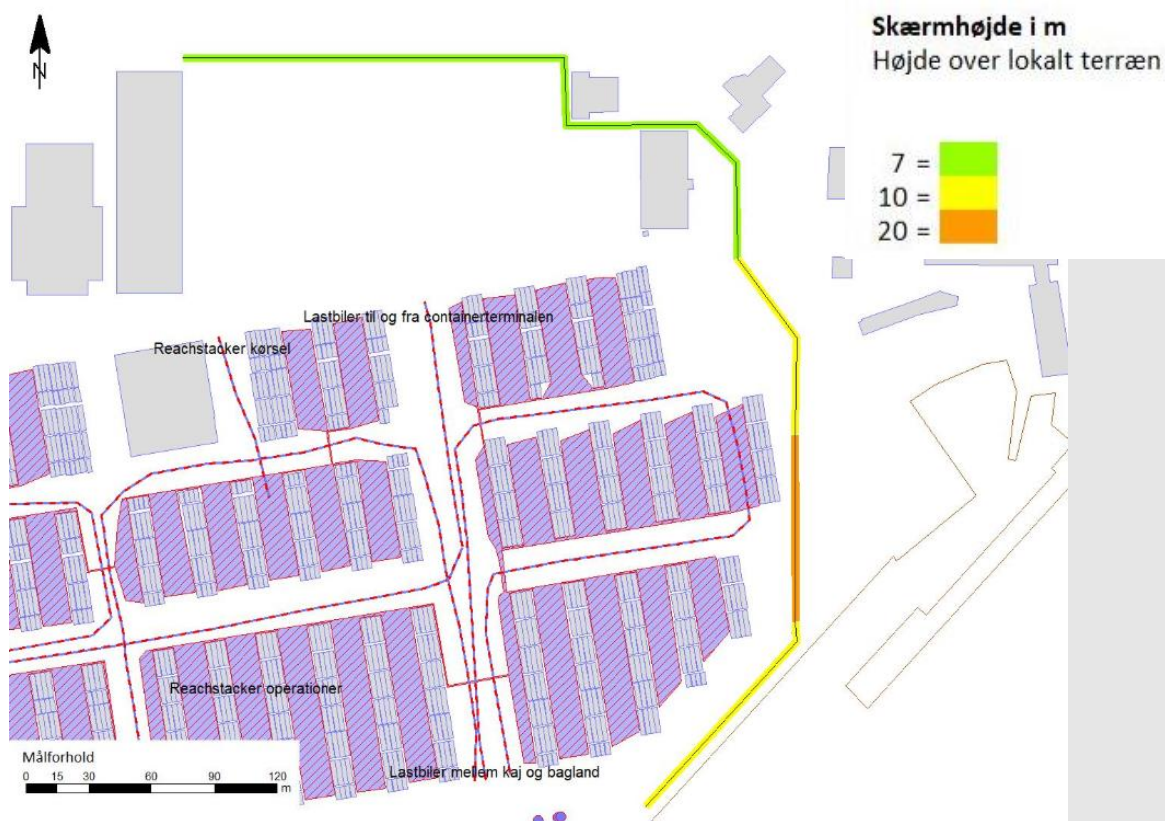 N
Skærmhøjde i m
Højde over lokalt terræn
7 =
10 =
20 =
Lastbiler til og fra containerterminalen
Reachstacker kørsel
Reachstacker operationer
Lastbiler mellem kaj og bagland
Målforhold
0 15 30 60 90 120
m